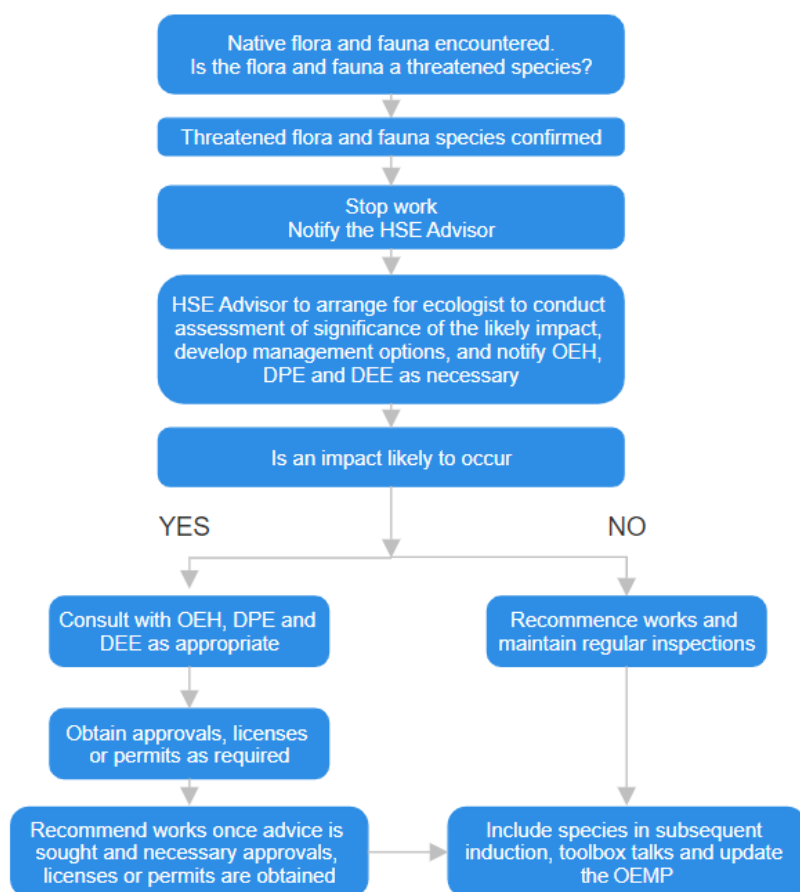 Native flora and fauna encountered.
Is the flora and fauna a threatened species?
Threatened flora and fauna species confirmed
Stop work
Notify the HSE Advisor
HSE Advisor to arrange for ecologist to conduct
assessment of significance of the likely impact,
develop management options, and notify OEH,
DPE and DEE as necessary
Is an impact likely to occur
YES
NO
Consult with OEH, DPE and
DEE as appropriate
Recommence works and
maintain regular inspections
Obtain approvals, licenses
or permits as required
Recommend works once advice is
sought and necessary approvals,
licenses or permits are obtained
Include species in subsequent
induction, toolbox talks and update
the OEMP